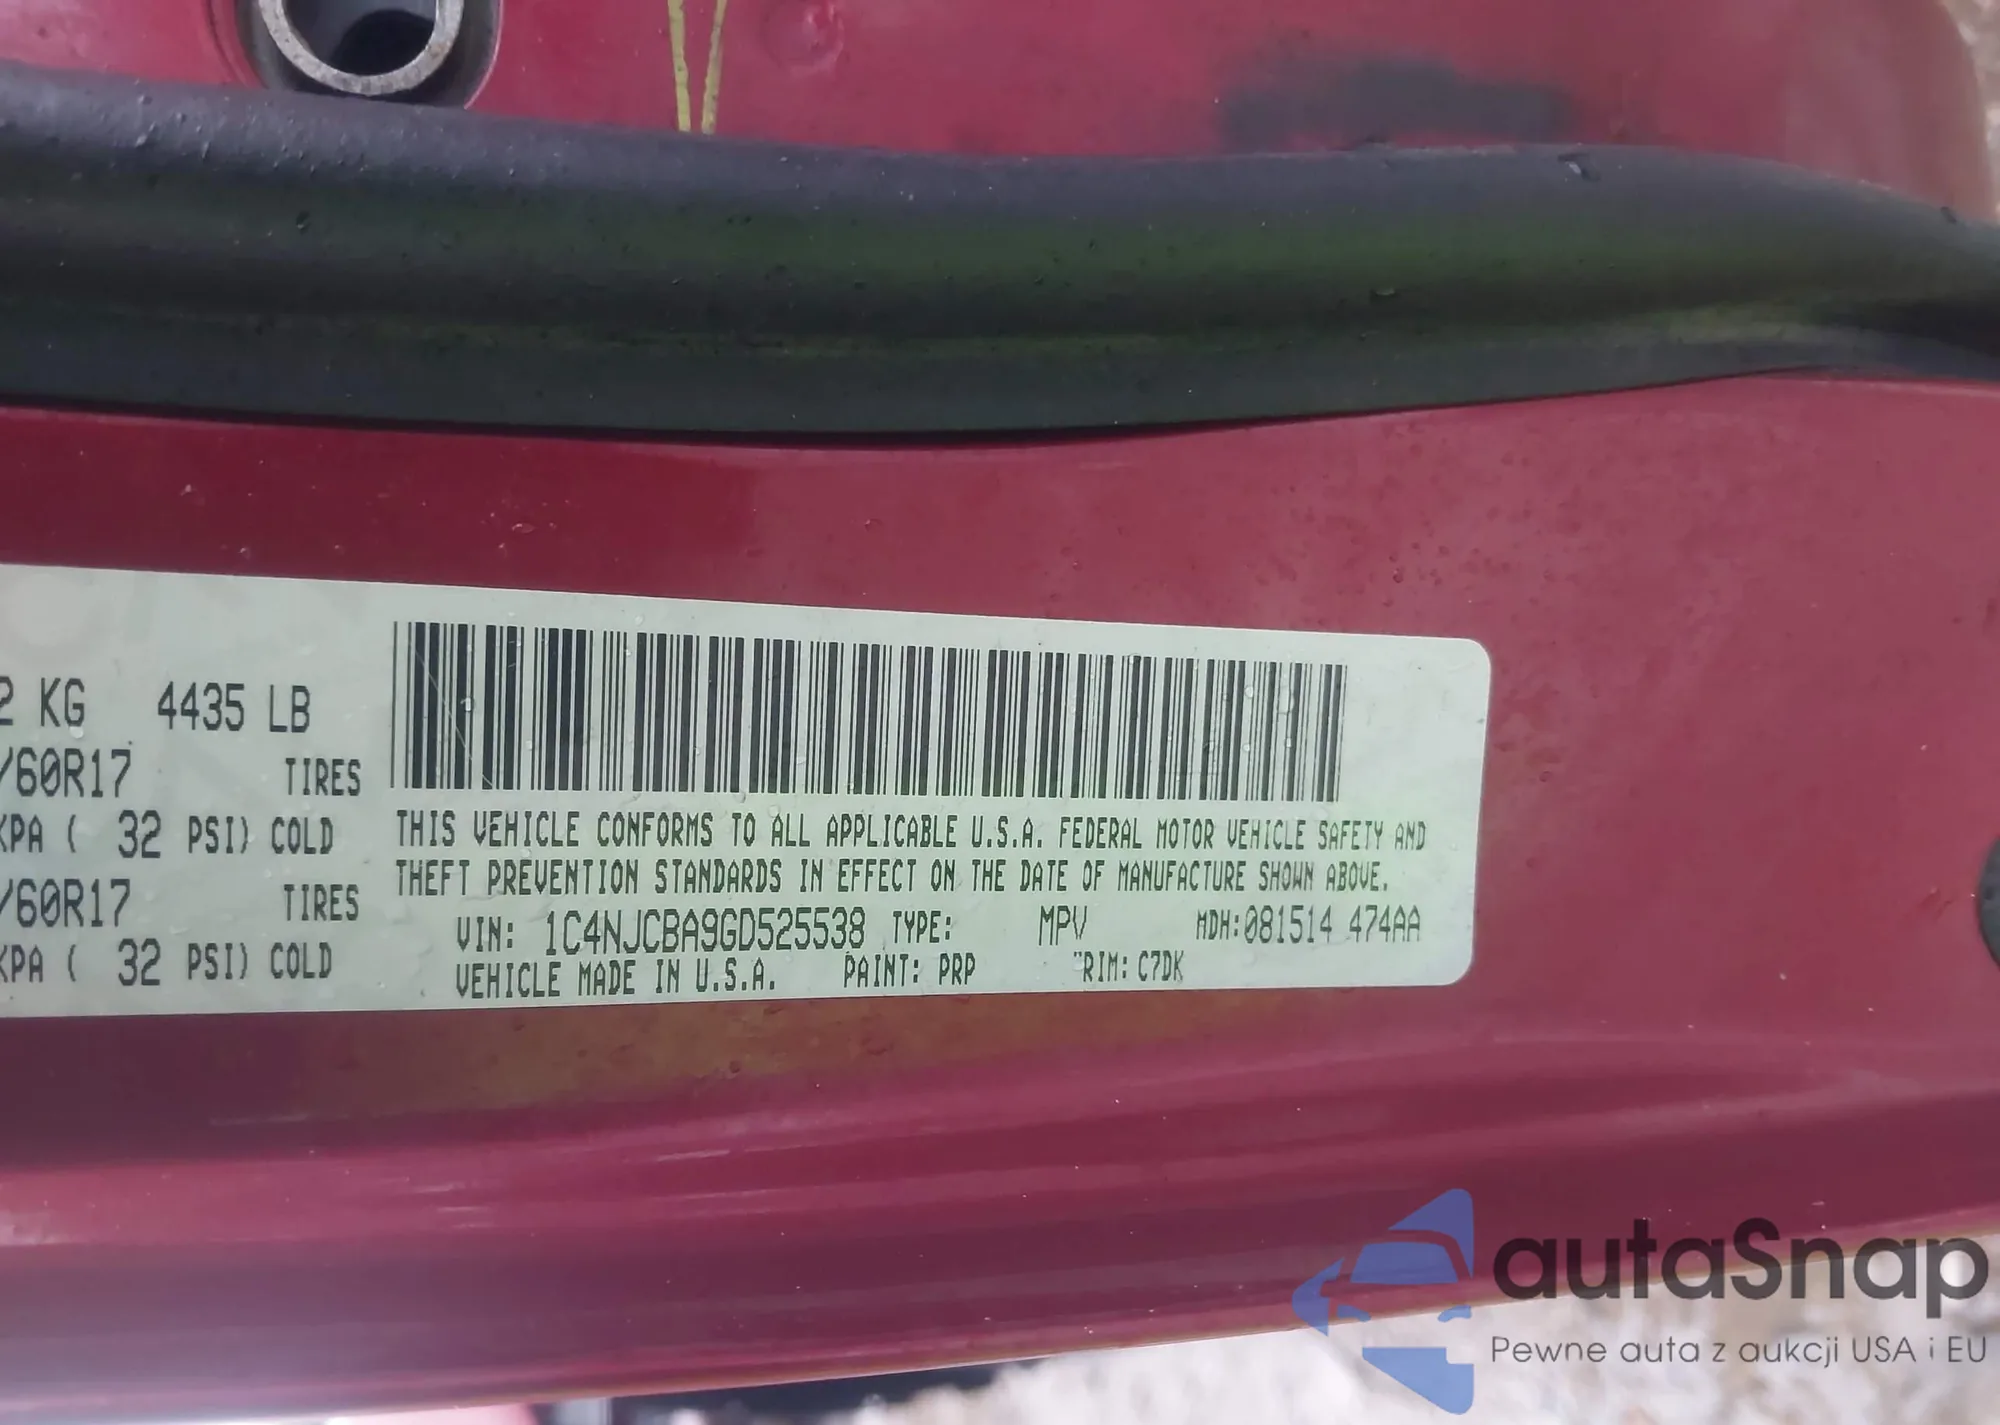 2 KG 4435 LB
/60R17 TIRES
KPA ( 32 PSI) COLD
/60R17 TIRES
KPA ( 32 PSI) COLD
THIS VEHICLE CONFORMS TO ALL APPLICABLE U.S.A. FEDERAL MOTOR VEHICLE SAFETY AND
THEFT PREVENTION STANDARDS IN EFFECT ON THE DATE OF MANUFACTURE SHOWN ABOVE.
VIN: 1C4NJCBA9GD525538 TYPE: MPV MDH:081514 474AA
VEHICLE MADE IN U.S.A. PAINT: PRP RIM: C7DK
autaSnap
Pewne auta z aukcji USA i EU